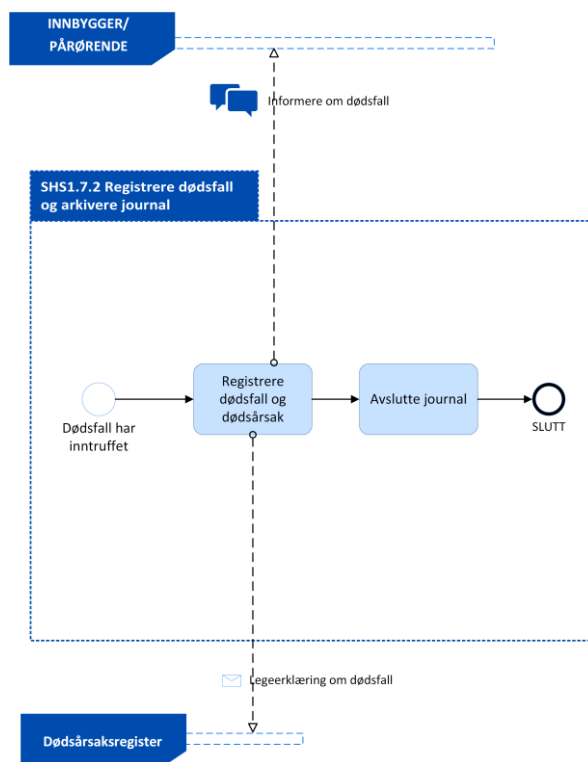 INNBYGGER/
PÅRØRENDE
Informere om dødsfall
SHS1.7.2 Registrere dødsfall
og arkivere journal
Registrere
dødsfall og
dødsårsak
Avslutte journal
Dødsfall har
inntruffet
SLUTT
Legeerklæring om dødsfall
Dødsårsaksregister